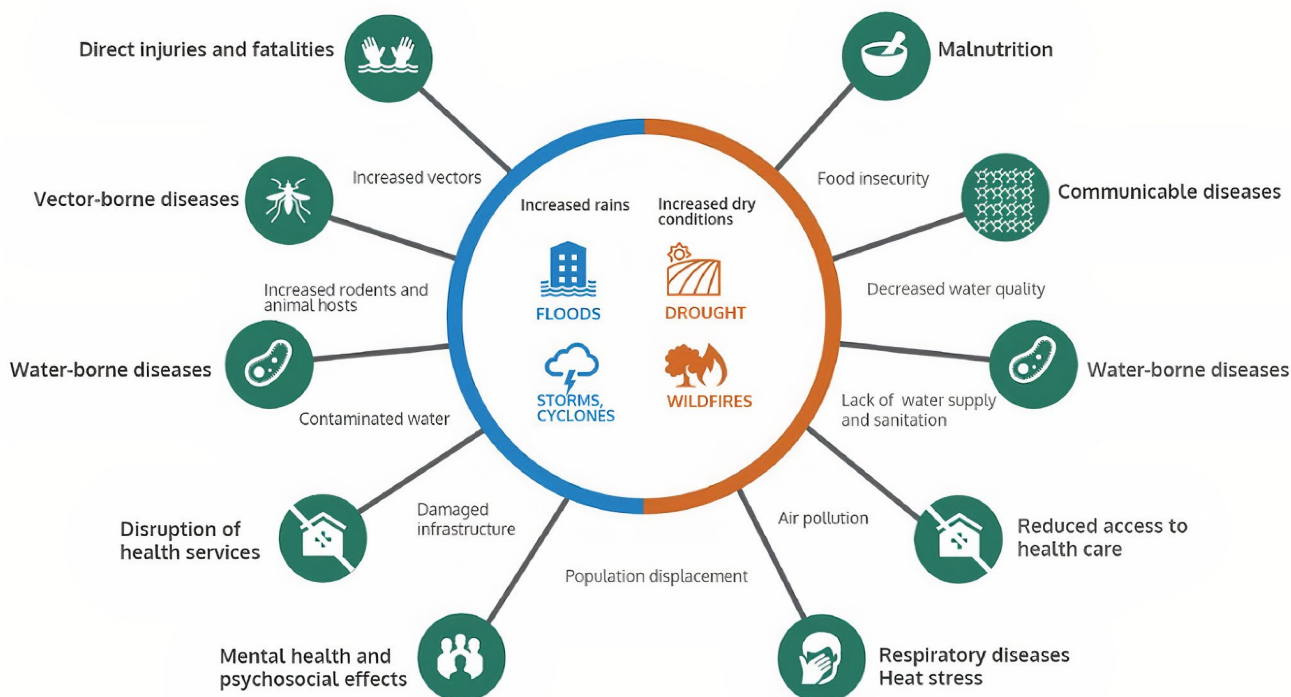 Direct injuries and fatalities
Malnutrition
Increased vectors
Food insecurity
Vector-borne diseases
Communicable diseases
Increased rains
Increased dry
conditions
Increased rodents and
animal hosts
Decreased water quality
FLOODS
DROUGHT
Water-borne diseases
Water-borne diseases
STORMS,
CYCLONES
WILDFIRES
Contaminated water
Lack of water supply
and sanitation
Disruption of
health services
Damaged
infrastructure
Air pollution
Reduced access to
health care
Population displacement
Mental health and
psychosocial effects
Respiratory diseases
Heat stress